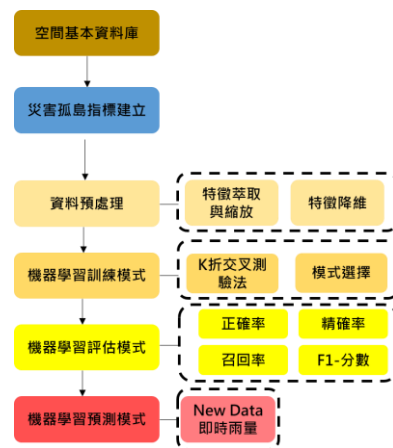 空間基本資料庫
災害孤島指標建立
資料預處理
特徵萃取
與縮放
特徵降維
機器學習訓練模式
K折交叉測
驗法
模式選擇
機器學習評估模式
正確率
精確率
召回率
F1-分數
機器學習預測模式
New Data
即時雨量